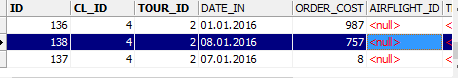 ID CL_ID TOUR_ID DATE_IN ORDER_COST AIRFLIGHT_ID T
136 4 2 01.01.2016 987 <null>
138 4 2 08.01.2016 757 <null>
137 4 2 07.01.2016 8 <null>